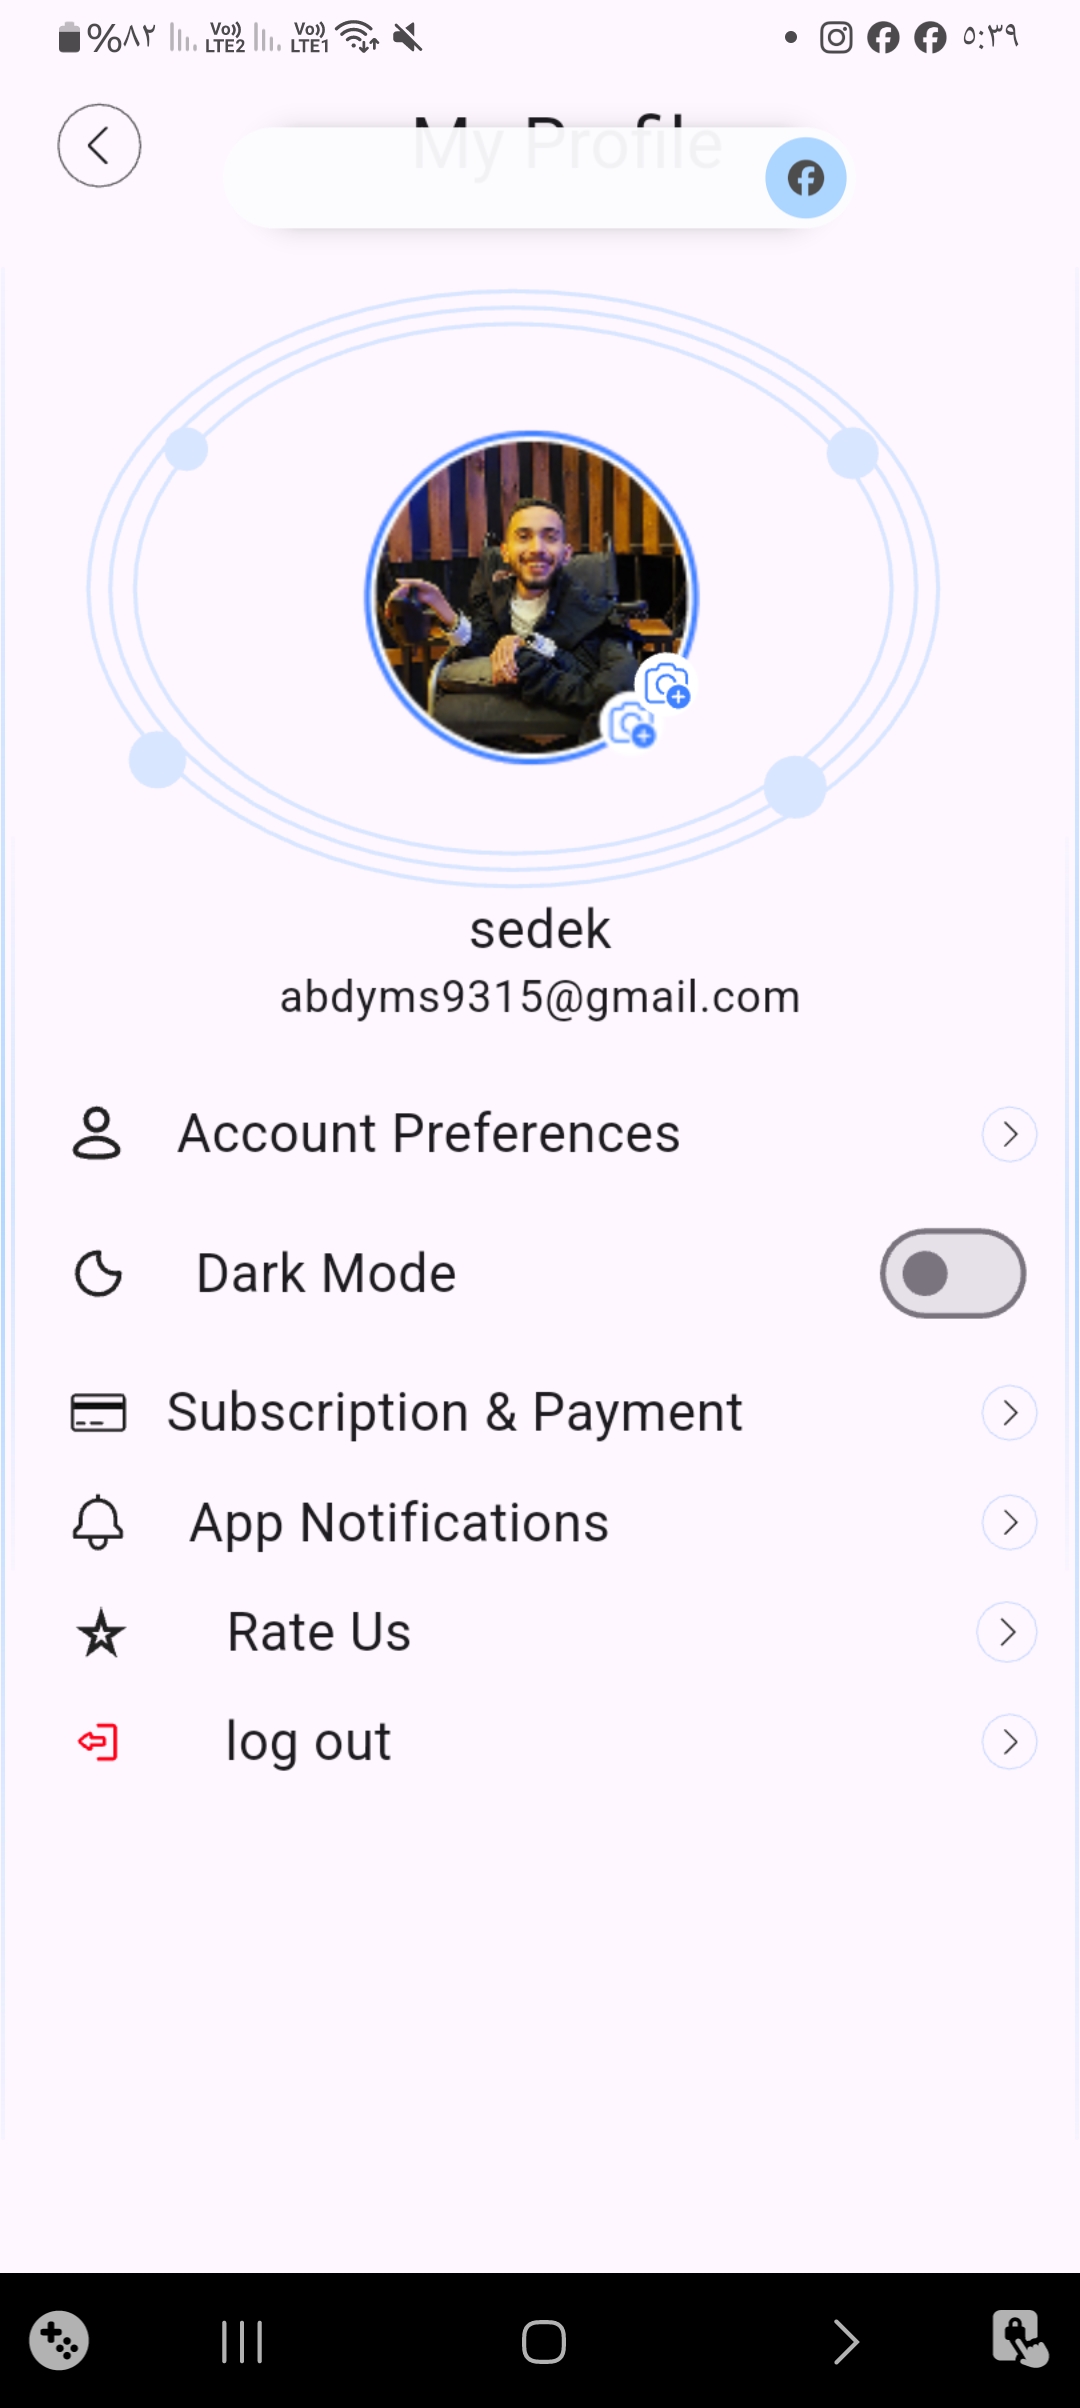 %٨٢ Vo)) LTE2 Vo)) LTE1 ٥:٣٩
My Profile
sedek
abdyms9315@gmail.com
Account Preferences
Dark Mode
Subscription & Payment
App Notifications
Rate Us
log out